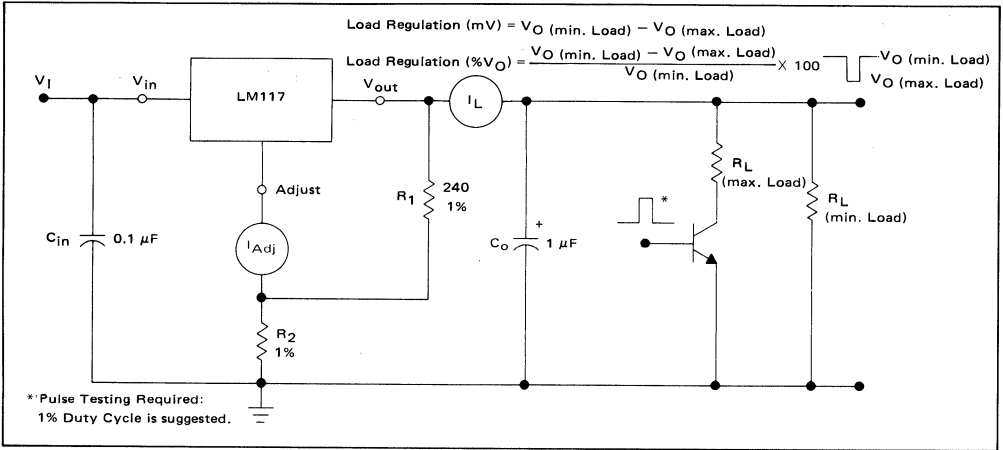 Load Regulation (mV) = VO (min. Load) − VO (max. Load)
Load Regulation (%VO) = VO (min. Load) − VO (max. Load) / VO (min. Load) X 100
VO (min. Load)
VO (max. Load)
VI
Vin
LM117
Vout
IL
Adjust
R1
240
1%
RL
(max. Load)
RL
(min. Load)
*
Cin
0.1 µF
IAdj
Co
+
1 µF
R2
1%
*Pulse Testing Required:
1% Duty Cycle is suggested.